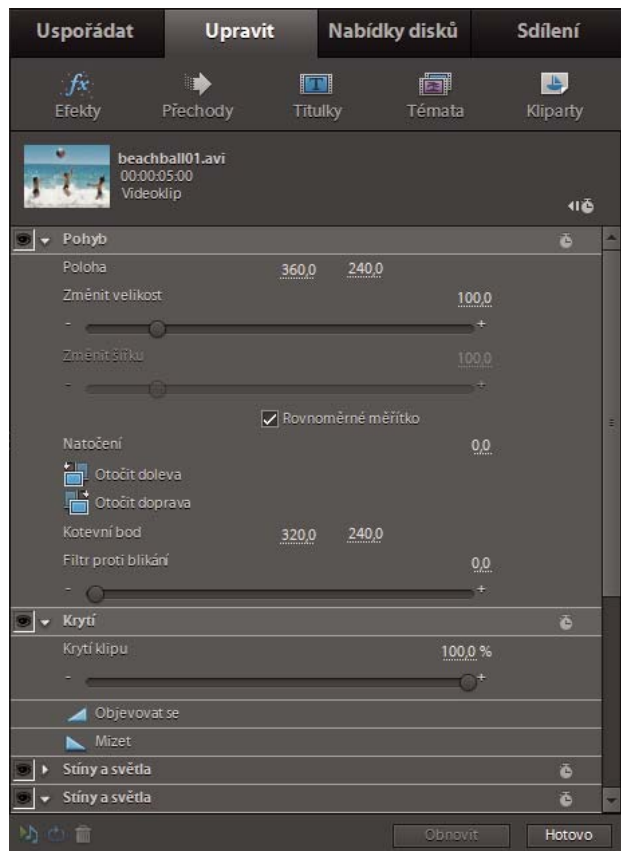 Uspořádat Upravit Nabídky disků Sdílení
fx
Efekty Přechody Titulky Témata Kliparty
beachball01.avi
00:00:05:00
Videoklip
Pohyb
Poloha 360,0 240,0
Změnit velikost 100,0
- +
Změnit šířku 100,0
- +
Rovnoměrné měřítko
Natočení 0,0
Otočit doleva
Otočit doprava
Kotevní bod 320,0 240,0
Filtr proti blikání 0,0
- +
Krytí
Krytí klipu 100,0 %
- +
Objevovat se
Mizet
Stíny a světla
Stíny a světla
Obnovit Hotovo